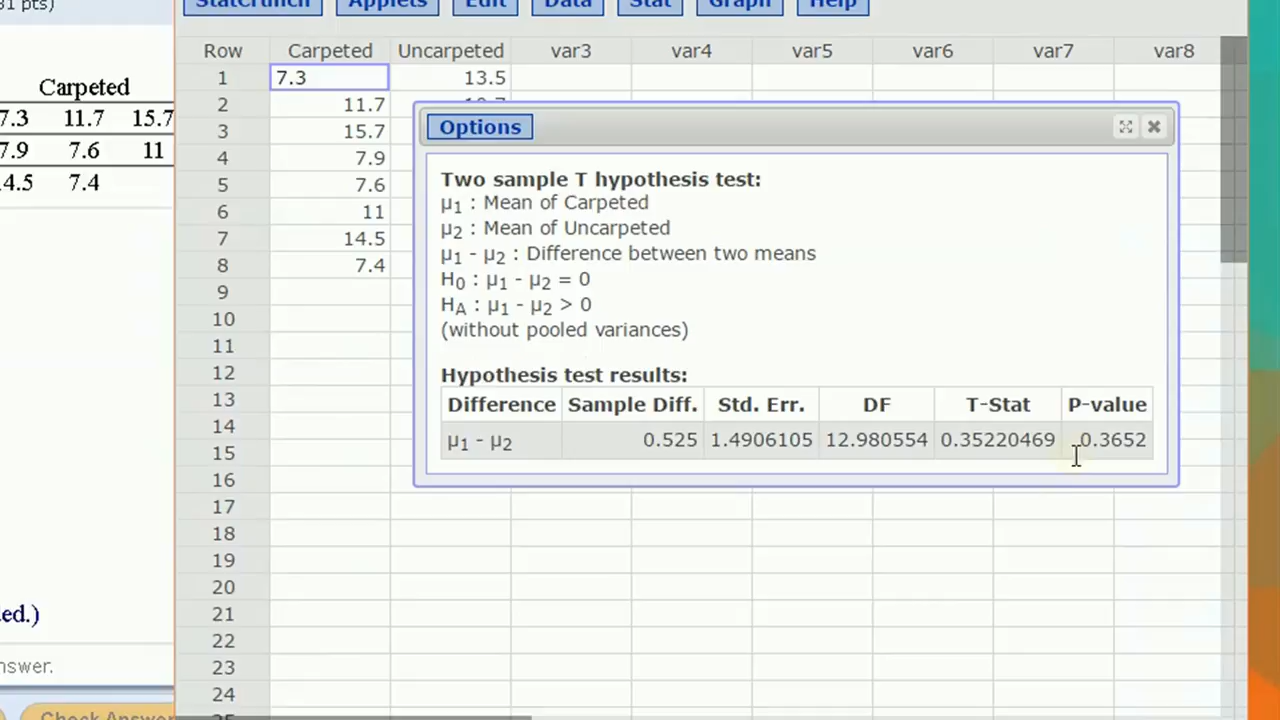 31 pts)
StatCrunch Applets Edit Data Stat Graph Help
Carpeted
7.3 11.7 15.7
7.9 7.6 11
14.5 7.4
ded.)
nswer.
Check Answer
Row Carpeted Uncarpeted var3 var4 var5 var6 var7 var8
1 7.3 13.5
2 11.7
3 15.7
4 7.9
5 7.6
6 11
7 14.5
8 7.4
9
10
11
12
13
14
15
16
17
18
19
20
21
22
23
24
25
Options
Two sample T hypothesis test:
μ1 : Mean of Carpeted
μ2 : Mean of Uncarpeted
μ1 - μ2 : Difference between two means
H0 : μ1 - μ2 = 0
HA : μ1 - μ2 > 0
(without pooled variances)
Hypothesis test results:
Difference Sample Diff. Std. Err. DF T-Stat P-value
μ1 - μ2 0.525 1.4906105 12.980554 0.35220469 0.3652